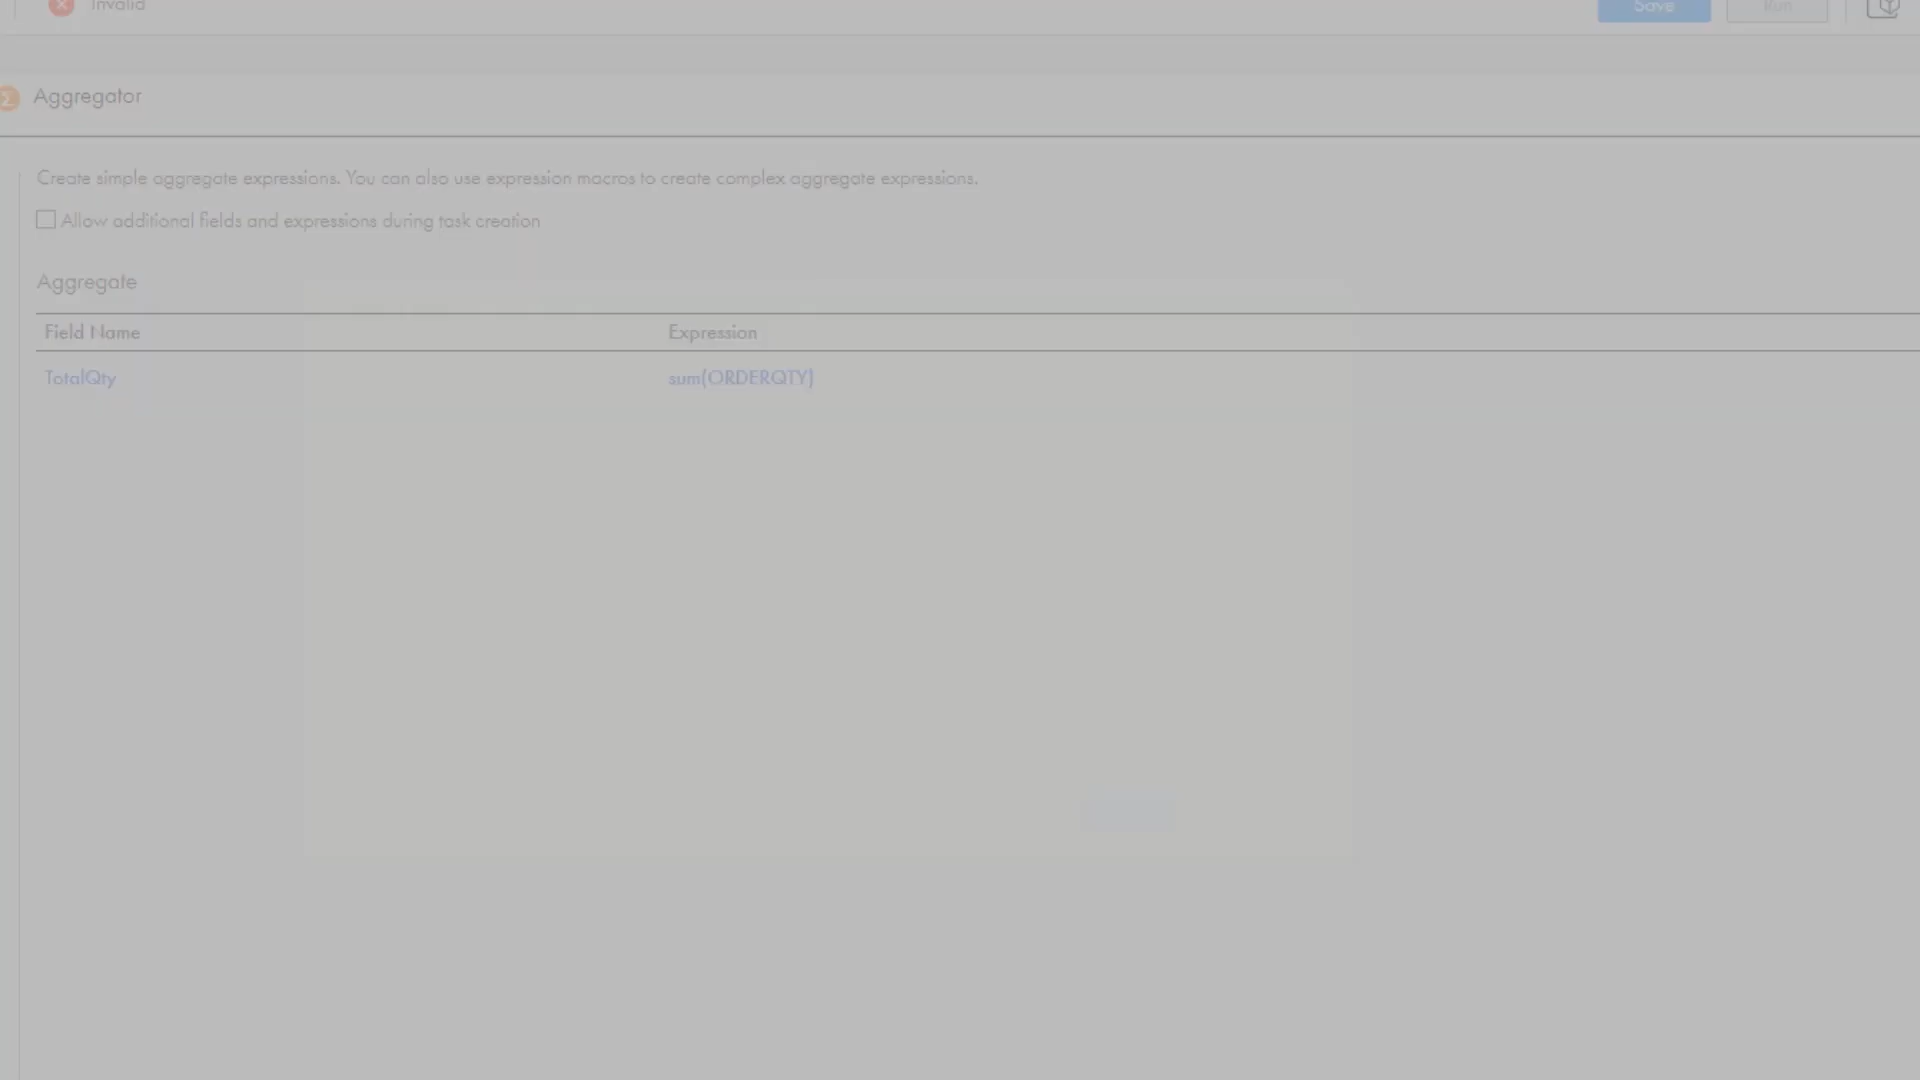 Invalid
Save
Run
Aggregator
Create simple aggregate expressions. You can also use expression macros to create complex aggregate expressions.
Allow additional fields and expressions during task creation
Aggregate
Field Name
Expression
TotalQty
sum(ORDERQTY)